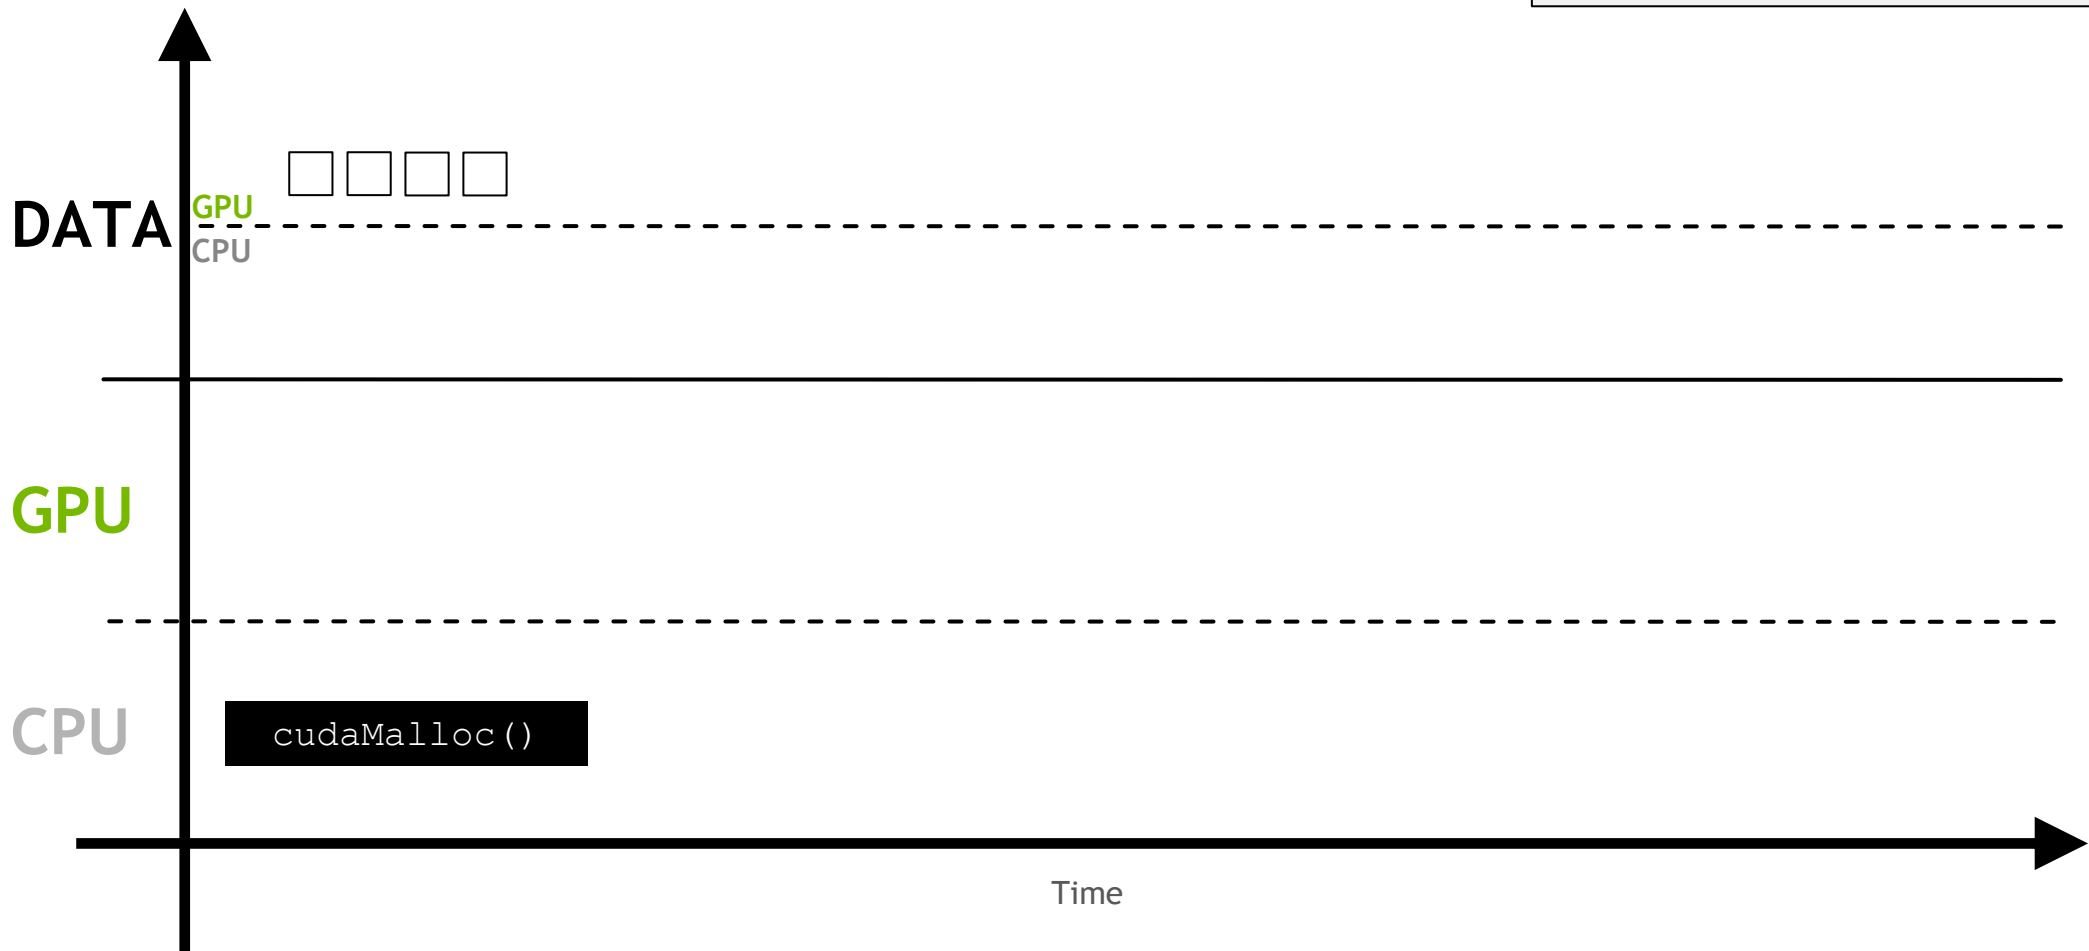 GPU
DATA
CPU
GPU
CPU
cudaMalloc()
Time